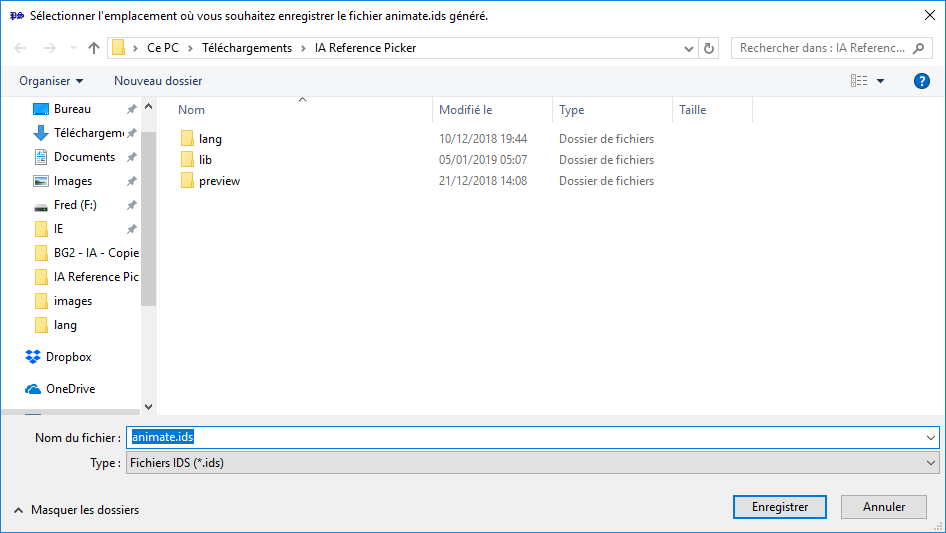 Sélectionner l'emplacement où vous souhaitez enregistrer le fichier animate.ids généré.
Ce PC > Téléchargements > IA Reference Picker
Rechercher dans : IA Referenc...
Organiser
Nouveau dossier
?
Bureau
Téléchargem
Documents
Images
Fred (F:)
IE
BG2 - IA - Copie
IA Reference Pic
images
lang
Dropbox
OneDrive
Nom Modifié le Type Taille
lang 10/12/2018 19:44 Dossier de fichiers
lib 05/01/2019 05:07 Dossier de fichiers
preview 21/12/2018 14:08 Dossier de fichiers
Nom du fichier : animate.ids
Type : Fichiers IDS (*.ids)
Masquer les dossiers
Enregistrer
Annuler